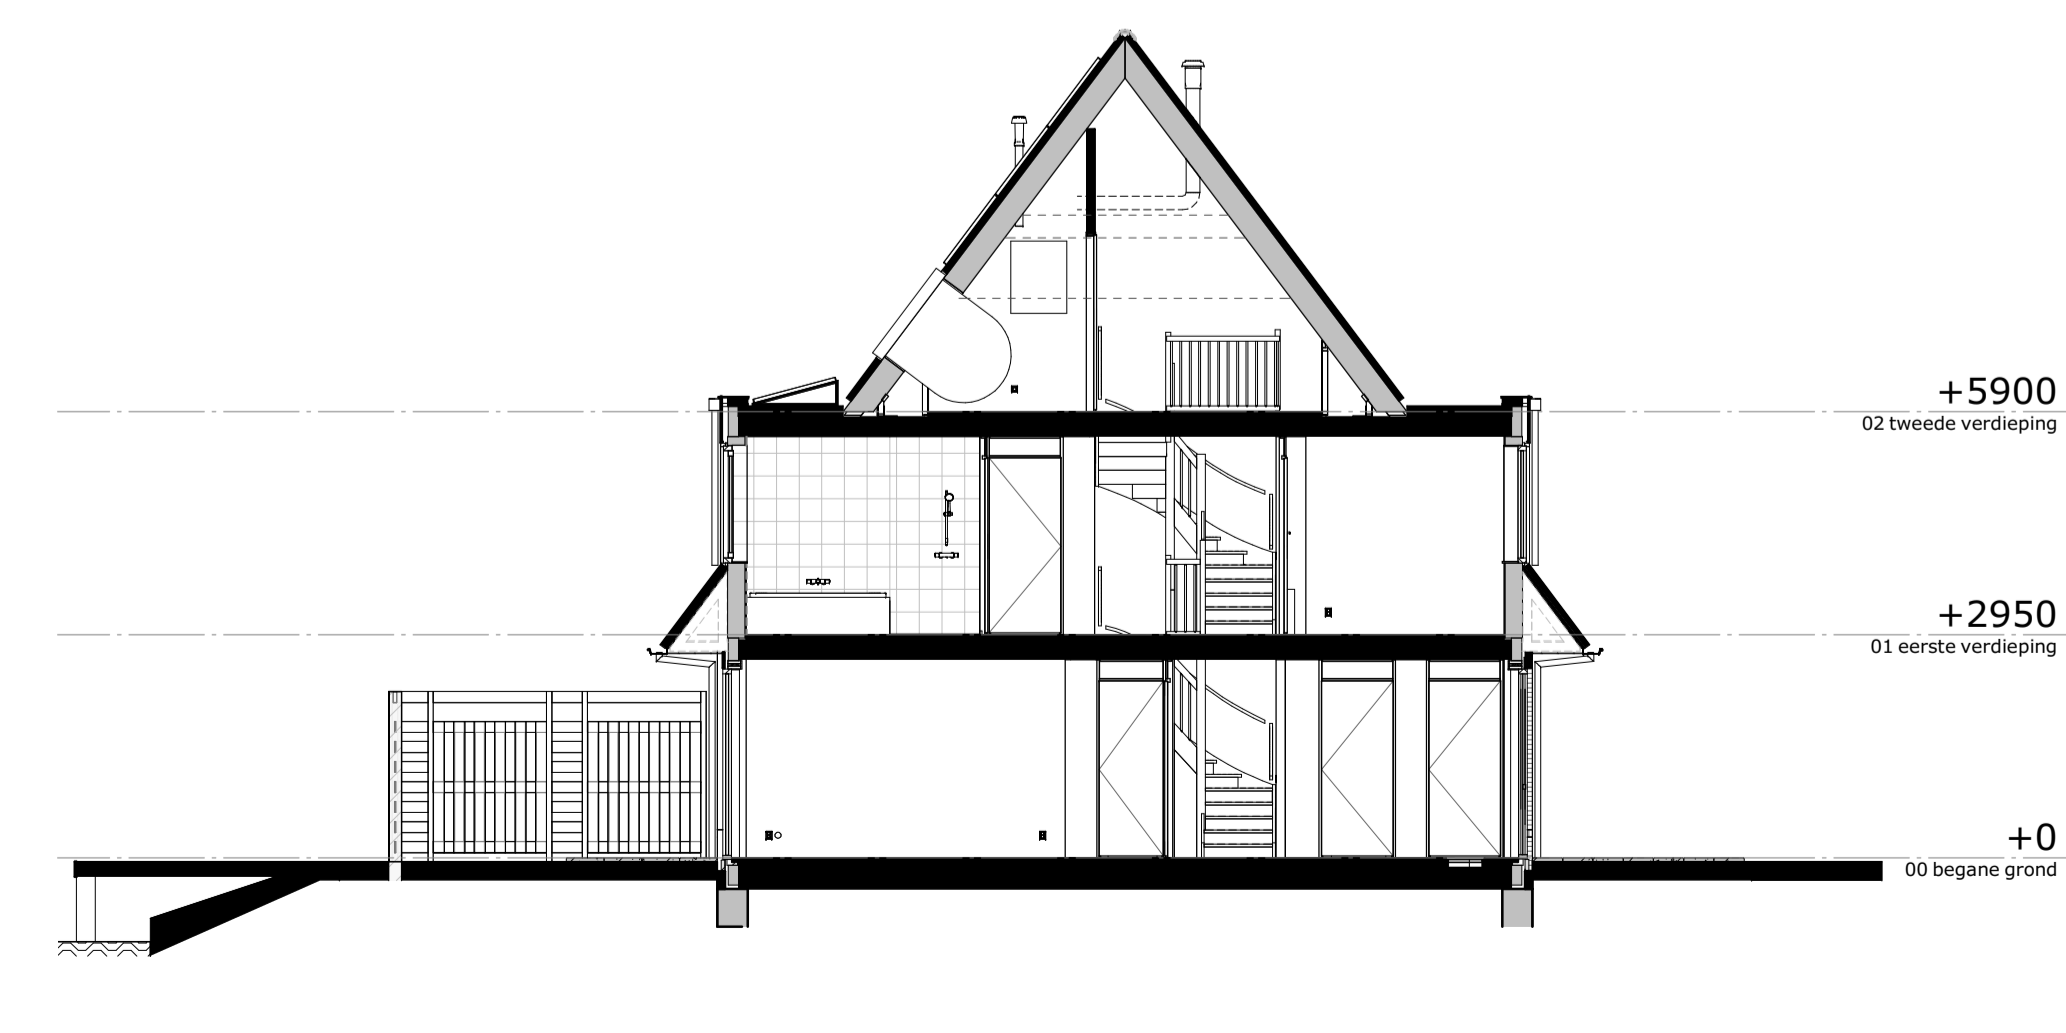 +5900
02 tweede verdieping
+2950
01 eerste verdieping
+0
00 begane grond